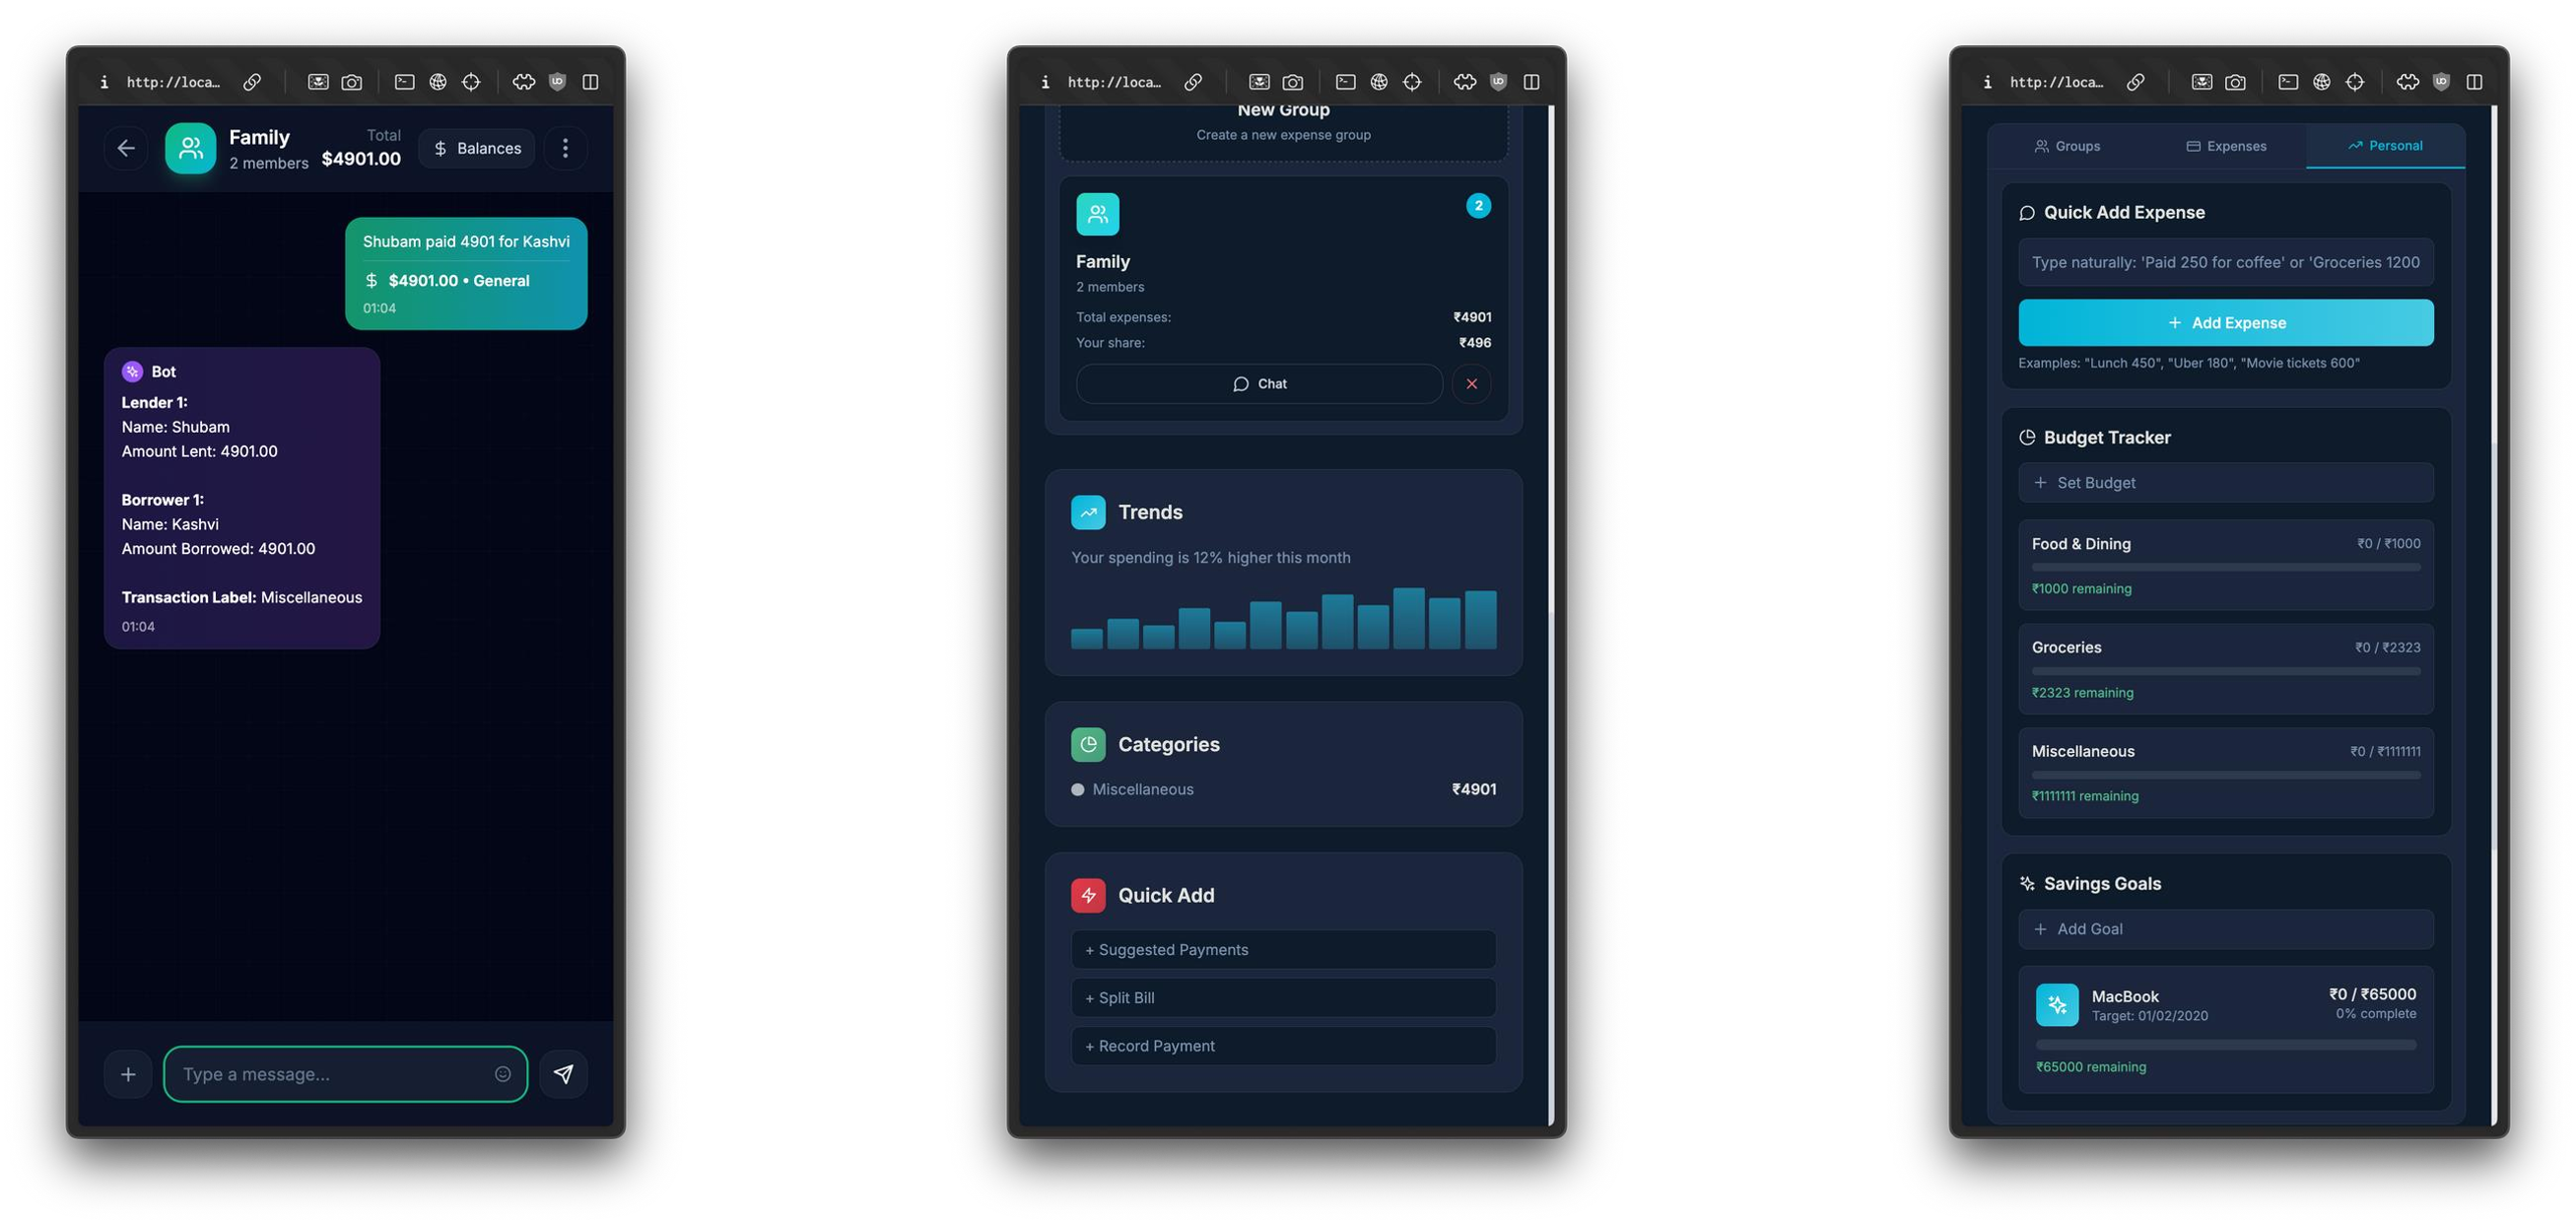 http://loca…
Family
2 members
Total
$4901.00
Balances
Shubam paid 4901 for Kashvi
$4901.00 • General
01:04
Bot
Lender 1:
Name: Shubam
Amount Lent: 4901.00
Borrower 1:
Name: Kashvi
Amount Borrowed: 4901.00
Transaction Label: Miscellaneous
01:04
Type a message...
http://loca…
New Group
Create a new expense group
2
Family
2 members
Total expenses: ₹4901
Your share: ₹496
Chat
Trends
Your spending is 12% higher this month
Categories
Miscellaneous ₹4901
Quick Add
+ Suggested Payments
+ Split Bill
+ Record Payment
http://loca…
Groups Expenses Personal
Quick Add Expense
Type naturally: 'Paid 250 for coffee' or 'Groceries 1200
+ Add Expense
Examples: "Lunch 450", "Uber 180", "Movie tickets 600"
Budget Tracker
+ Set Budget
Food & Dining ₹0 / ₹1000
₹1000 remaining
Groceries ₹0 / ₹2323
₹2323 remaining
Miscellaneous ₹0 / ₹1111111
₹1111111 remaining
Savings Goals
+ Add Goal
MacBook ₹0 / ₹65000
Target: 01/02/2020 0% complete
₹65000 remaining